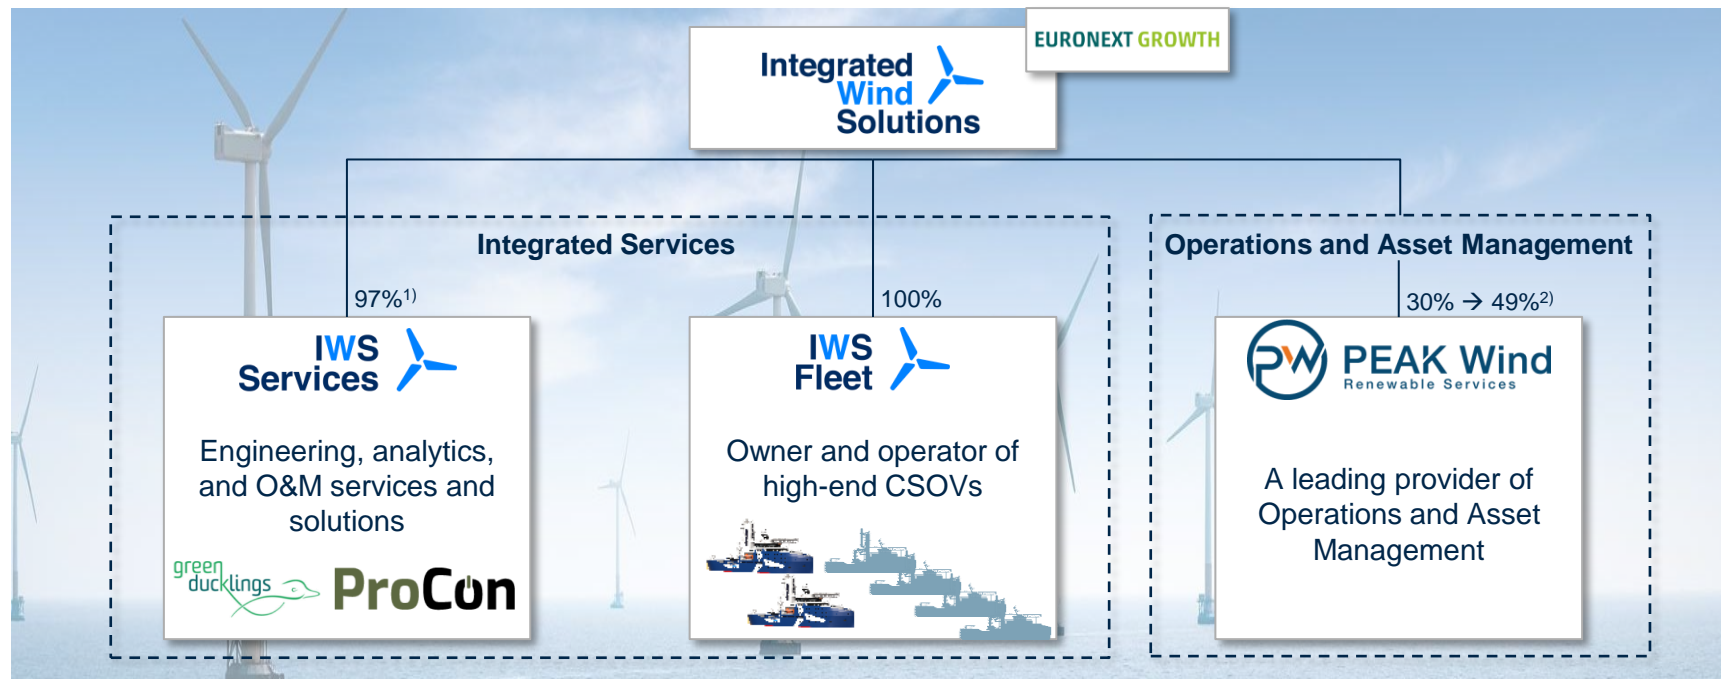 EURONEXT GROWTH
Integrated
Wind
Solutions
Integrated Services
Operations and Asset Management
97%1)
100%
30% → 49%2)
IWS
Services
Engineering, analytics,
and O&M services and
solutions
green
ducklings
ProCon
IWS
Fleet
Owner and operator of
high-end CSOVs
PW
PEAK Wind
Renewable Services
A leading provider of
Operations and Asset
Management